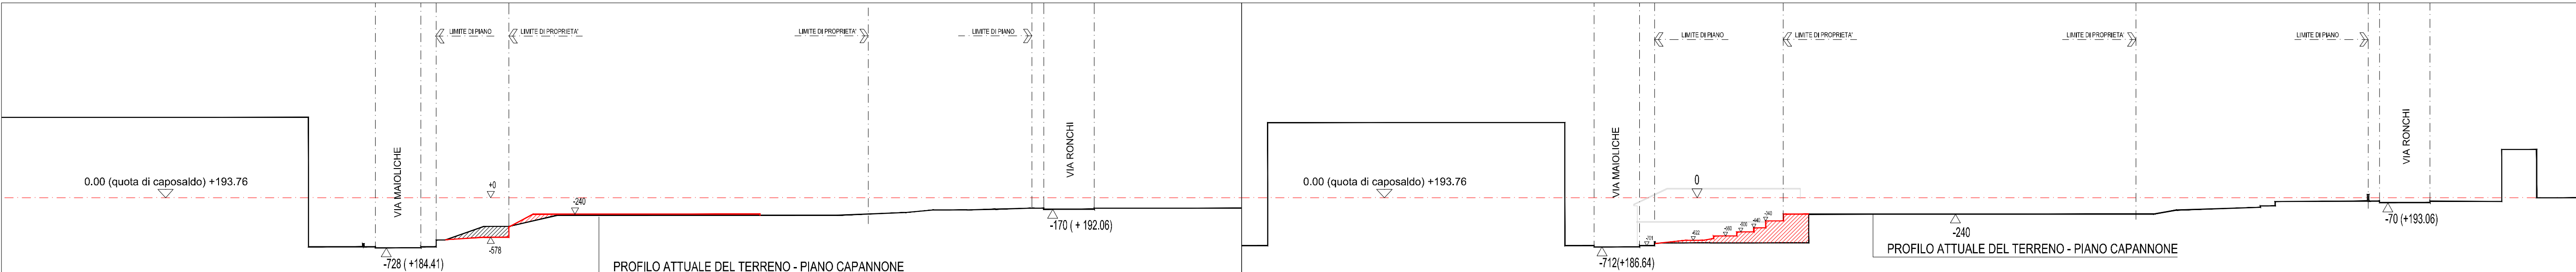 LIMITE DI PIANO
LIMITE DI PROPRIETA'
LIMITE DI PROPRIETA'
LIMITE DI PIANO
VIA MAIOLICHE
VIA RONCHI
0.00 (quota di caposaldo) +193.76
+0
-240
-578
-728 ( +184.41)
-170 ( + 192.06)
PROFILO ATTUALE DEL TERRENO - PIANO CAPANNONE
LIMITE DI PIANO
LIMITE DI PROPRIETA'
LIMITE DI PROPRIETA'
LIMITE DI PIANO
VIA MAIOLICHE
VIA RONCHI
0.00 (quota di caposaldo) +193.76
0
-240
-712(+186.64)
-70 (+193.06)
PROFILO ATTUALE DEL TERRENO - PIANO CAPANNONE